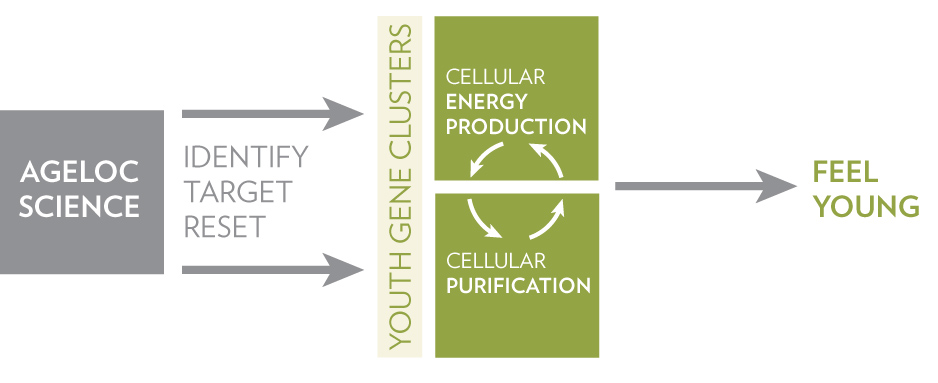 AGELOC
SCIENCE
IDENTIFY
TARGET
RESET
YOUTH GENE CLUSTERS
CELLULAR
ENERGY
PRODUCTION
CELLULAR
PURIFICATION
FEEL
YOUNG